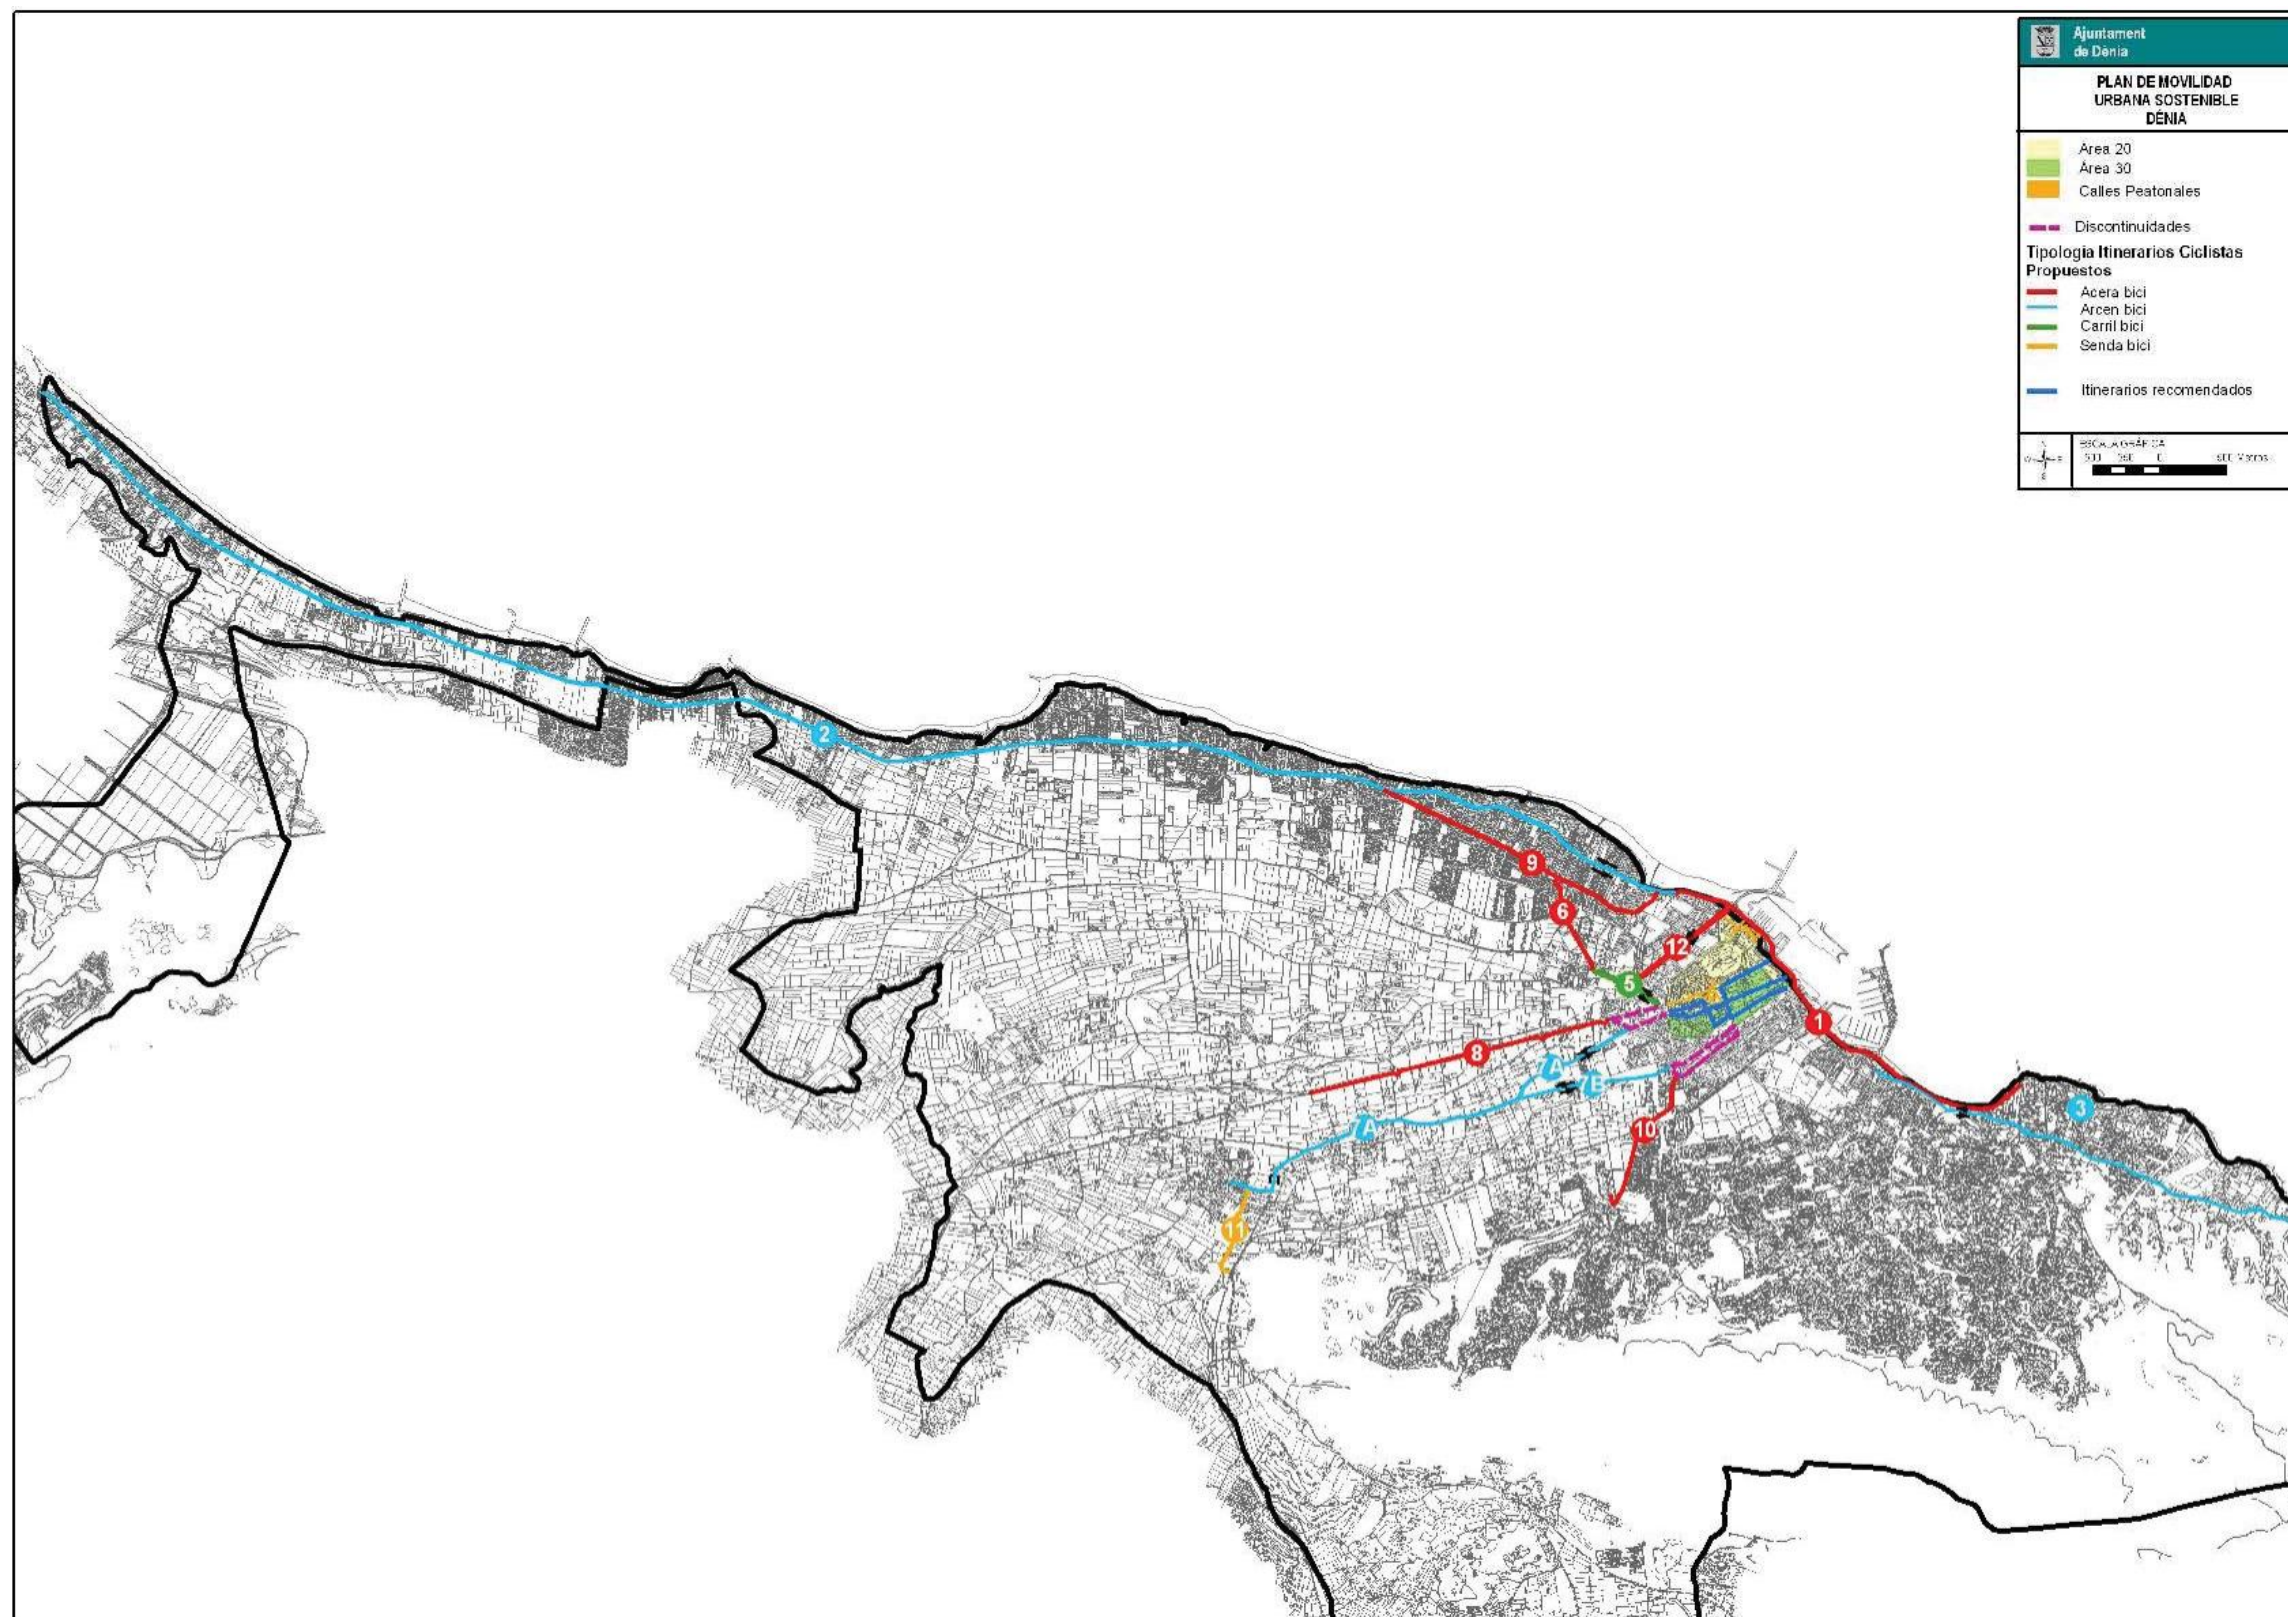 Ajuntament
de Dénia
PLAN DE MOVILIDAD
URBANA SOSTENIBLE
DÉNIA
Area 20
Área 30
Calles Peatonales
Discontinuidades
Tipologia Itinerarios Ciclistas
Propuestos
Acera bici
Arcen bici
Carril bici
Senda bici
Itinerarios recomendados
ESCALA GRÁFICA
2
9
6
12
5
1
8
7A
7B
3
7A
10
11